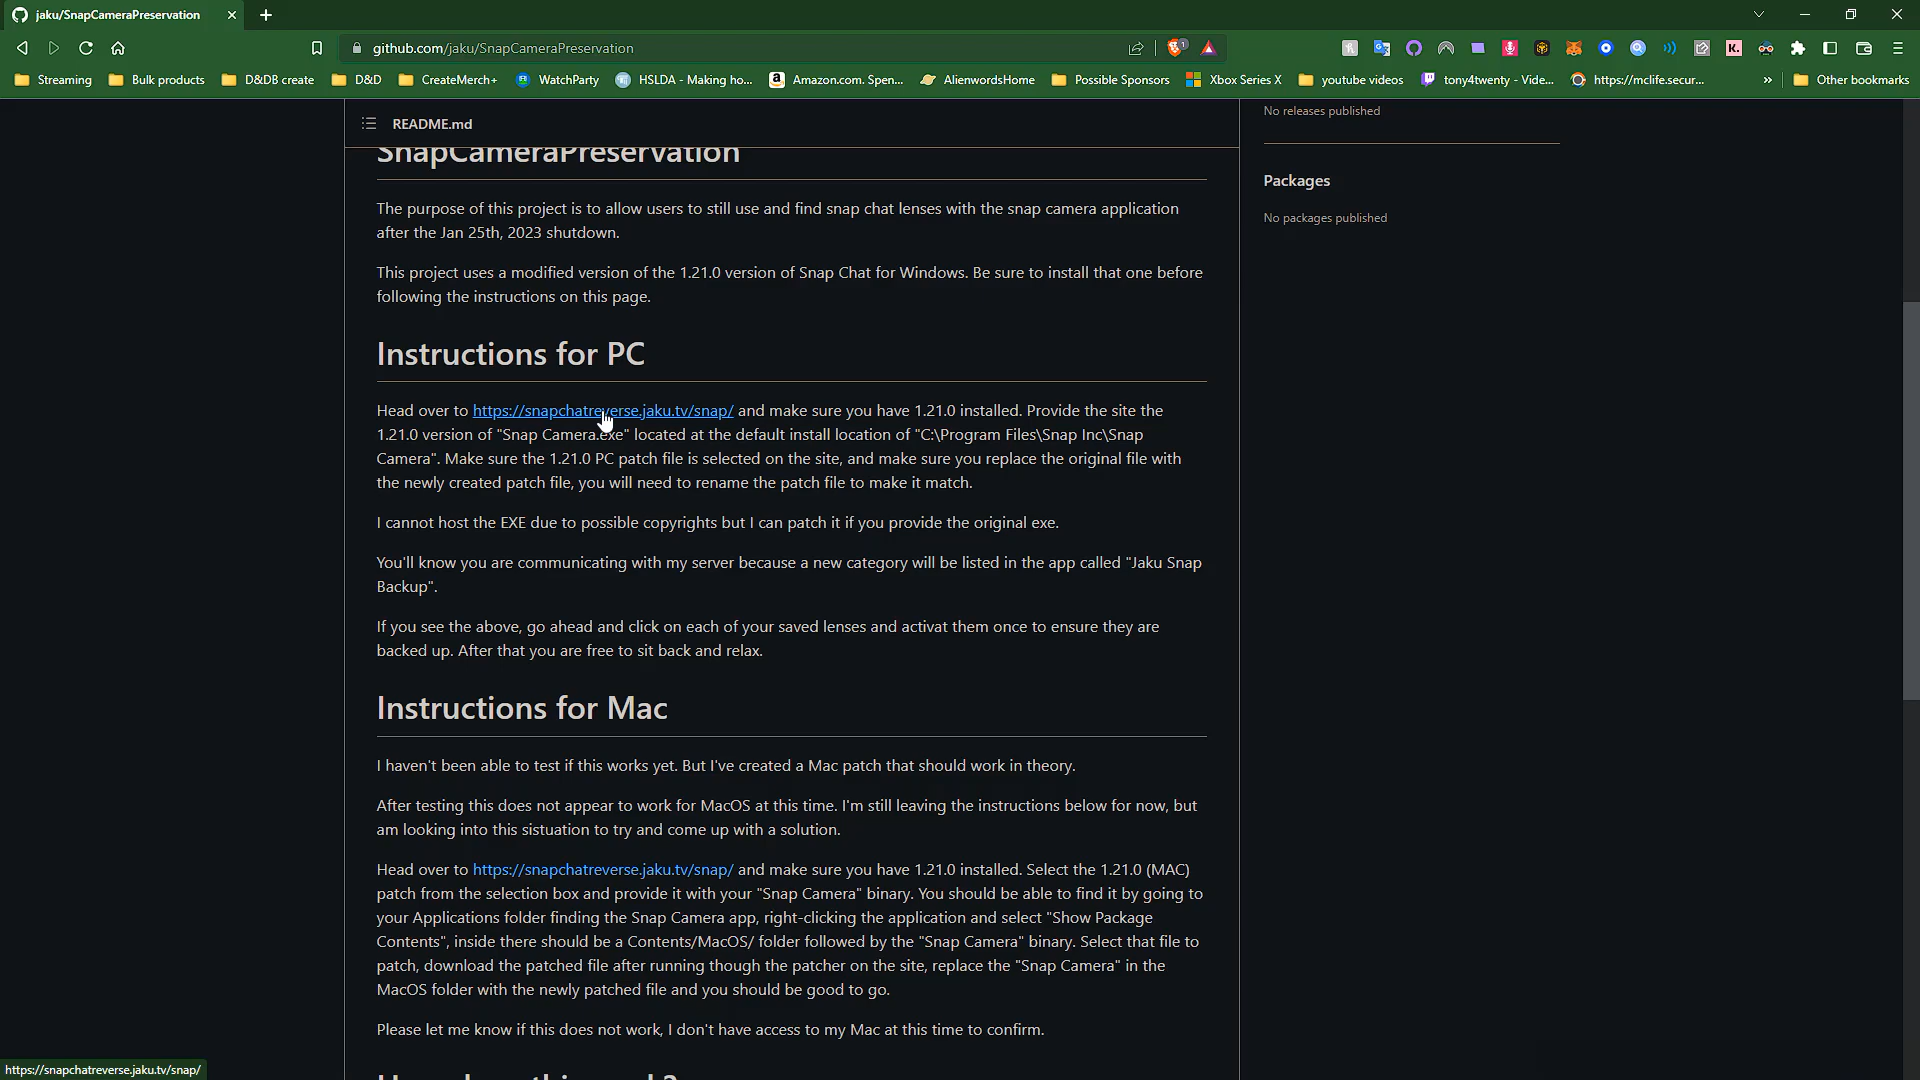 jaku/SnapCameraPreservation
github.com/jaku/SnapCameraPreservation
1
K.
Streaming
Bulk products
D&DB create
D&D
CreateMerch+
WatchParty
HSLDA - Making ho...
Amazon.com. Spen...
AlienwordsHome
Possible Sponsors
Xbox Series X
youtube videos
tony4twenty - Vide...
https://mclife.secur...
»
Other bookmarks
README.md
No releases published
Packages
No packages published
SnapCameraPreservation
The purpose of this project is to allow users to still use and find snap chat lenses with the snap camera application
after the Jan 25th, 2023 shutdown.
This project uses a modified version of the 1.21.0 version of Snap Chat for Windows. Be sure to install that one before
following the instructions on this page.
Instructions for PC
Head over to https://snapchatreverse.jaku.tv/snap/ and make sure you have 1.21.0 installed. Provide the site the
1.21.0 version of "Snap Camera.exe" located at the default install location of "C:\Program Files\Snap Inc\Snap
Camera". Make sure the 1.21.0 PC patch file is selected on the site, and make sure you replace the original file with
the newly created patch file, you will need to rename the patch file to make it match.
I cannot host the EXE due to possible copyrights but I can patch it if you provide the original exe.
You'll know you are communicating with my server because a new category will be listed in the app called "Jaku Snap
Backup".
If you see the above, go ahead and click on each of your saved lenses and activat them once to ensure they are
backed up. After that you are free to sit back and relax.
Instructions for Mac
I haven't been able to test if this works yet. But I've created a Mac patch that should work in theory.
After testing this does not appear to work for MacOS at this time. I'm still leaving the instructions below for now, but
am looking into this sistuation to try and come up with a solution.
Head over to https://snapchatreverse.jaku.tv/snap/ and make sure you have 1.21.0 installed. Select the 1.21.0 (MAC)
patch from the selection box and provide it with your "Snap Camera" binary. You should be able to find it by going to
your Applications folder finding the Snap Camera app, right-clicking the application and select "Show Package
Contents", inside there should be a Contents/MacOS/ folder followed by the "Snap Camera" binary. Select that file to
patch, download the patched file after running though the patcher on the site, replace the "Snap Camera" in the
MacOS folder with the newly patched file and you should be good to go.
Please let me know if this does not work, I don't have access to my Mac at this time to confirm.
https://snapchatreverse.jaku.tv/snap/